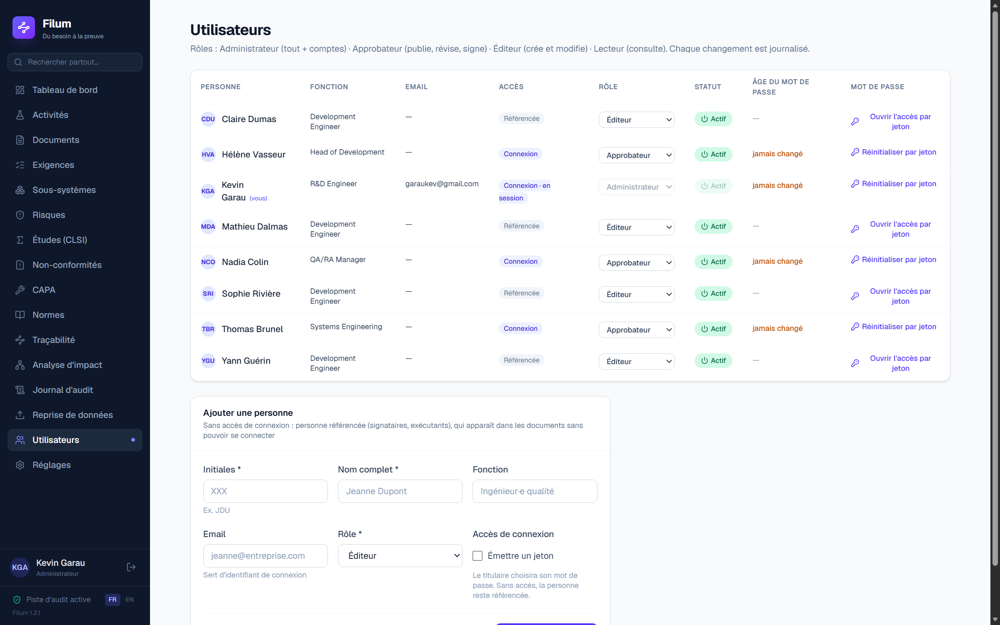 Filum
Du besoin à la preuve
Rechercher partout...
Tableau de bord
Activités
Documents
Exigences
Sous-systèmes
Risques
Études (CLSI)
Non-conformités
CAPA
Normes
Traçabilité
Analyse d'impact
Journal d'audit
Reprise de données
Utilisateurs
Réglages
KGA
Kevin Garau
Administrateur
Piste d'audit active
FR
EN
Filum 1.2.1
Utilisateurs
Rôles : Administrateur (tout + comptes) · Approbateur (publie, révise, signe) · Éditeur (crée et modifie) · Lecteur (consulte). Chaque changement est journalisé.
PERSONNE FONCTION EMAIL ACCÈS RÔLE STATUT ÂGE DU MOT DE PASSE MOT DE PASSE
CDU Claire Dumas Development Engineer — Référencée Éditeur Actif — Ouvrir l'accès par jeton
HVA Hélène Vasseur Head of Development — Connexion Approbateur Actif jamais changé Réinitialiser par jeton
KGA Kevin Garau (vous) R&D Engineer garaukev@gmail.com Connexion · en session Administrateur Actif jamais changé Réinitialiser par jeton
MDA Mathieu Dalmas Development Engineer — Référencée Éditeur Actif — Ouvrir l'accès par jeton
NCO Nadia Colin QA/RA Manager — Connexion Approbateur Actif jamais changé Réinitialiser par jeton
SRI Sophie Rivière Development Engineer — Référencée Éditeur Actif — Ouvrir l'accès par jeton
TBR Thomas Brunel Systems Engineering — Connexion Approbateur Actif jamais changé Réinitialiser par jeton
YGU Yann Guérin Development Engineer — Référencée Éditeur Actif — Ouvrir l'accès par jeton
Ajouter une personne
Sans accès de connexion : personne référencée (signataires, exécutants), qui apparaît dans les documents sans
pouvoir se connecter
Initiales * Nom complet * Fonction
XXX Jeanne Dupont Ingénieur·e qualité
Ex. JDU
Email Rôle * Accès de connexion
jeanne@entreprise.com Éditeur Émettre un jeton
Sert d'identifiant de connexion
Le titulaire choisira son mot de
passe. Sans accès, la personne
reste référencée.